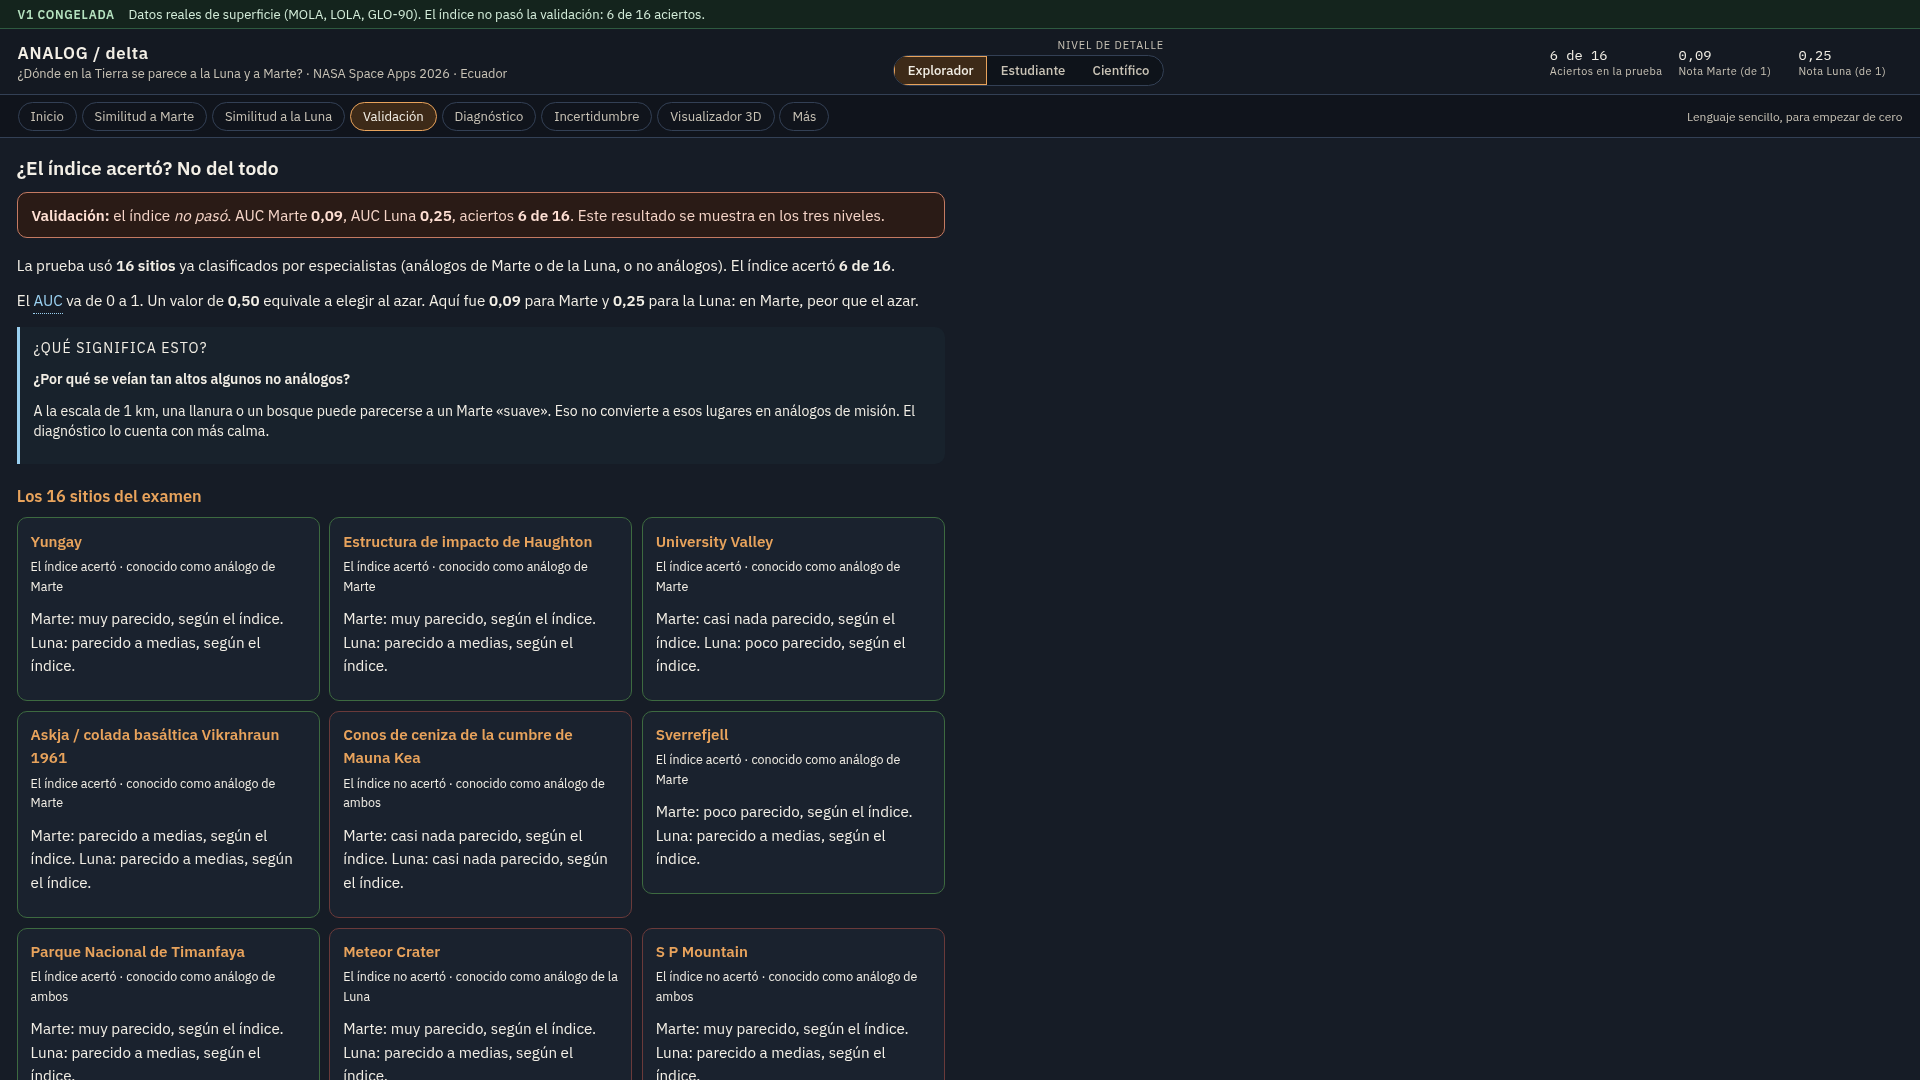 V1 CONGELADA Datos reales de superficie (MOLA, LOLA, GLO-90). El índice no pasó la validación: 6 de 16 aciertos.
ANALOG / delta
¿Dónde en la Tierra se parece a la Luna y a Marte? · NASA Space Apps 2026 · Ecuador
NIVEL DE DETALLE
Explorador Estudiante Científico
6 de 16
Aciertos en la prueba
0,09
Nota Marte (de 1)
0,25
Nota Luna (de 1)
Inicio Similitud a Marte Similitud a la Luna Validación Diagnóstico Incertidumbre Visualizador 3D Más
Lenguaje sencillo, para empezar de cero
¿El índice acertó? No del todo
Validación: el índice no pasó. AUC Marte 0,09, AUC Luna 0,25, aciertos 6 de 16. Este resultado se muestra en los tres niveles.
La prueba usó 16 sitios ya clasificados por especialistas (análogos de Marte o de la Luna, o no análogos). El índice acertó 6 de 16.
El AUC va de 0 a 1. Un valor de 0,50 equivale a elegir al azar. Aquí fue 0,09 para Marte y 0,25 para la Luna: en Marte, peor que el azar.
¿QUÉ SIGNIFICA ESTO?
¿Por qué se veían tan altos algunos no análogos?
A la escala de 1 km, una llanura o un bosque puede parecerse a un Marte «suave». Eso no convierte a esos lugares en análogos de misión. El
diagnóstico lo cuenta con más calma.
Los 16 sitios del examen
Yungay
El índice acertó · conocido como análogo de
Marte
Marte: muy parecido, según el índice.
Luna: parecido a medias, según el
índice.
Estructura de impacto de Haughton
El índice acertó · conocido como análogo de
Marte
Marte: muy parecido, según el índice.
Luna: parecido a medias, según el
índice.
University Valley
El índice acertó · conocido como análogo de
Marte
Marte: casi nada parecido, según el
índice. Luna: poco parecido, según el
índice.
Askja / colada basáltica Vikrahraun
1961
El índice acertó · conocido como análogo de
Marte
Marte: parecido a medias, según el
índice. Luna: parecido a medias, según
el índice.
Conos de ceniza de la cumbre de
Mauna Kea
El índice no acertó · conocido como análogo de
ambos
Marte: casi nada parecido, según el
índice. Luna: casi nada parecido, según
el índice.
Sverrefjell
El índice acertó · conocido como análogo de
Marte
Marte: poco parecido, según el índice.
Luna: parecido a medias, según el
índice.
Parque Nacional de Timanfaya
El índice acertó · conocido como análogo de
ambos
Marte: muy parecido, según el índice.
Luna: parecido a medias, según el
índice.
Meteor Crater
El índice no acertó · conocido como análogo de la
Luna
Marte: muy parecido, según el índice.
Luna: parecido a medias, según el
índice.
S P Mountain
El índice no acertó · conocido como análogo de
ambos
Marte: muy parecido, según el índice.
Luna: parecido a medias, según el
índice.